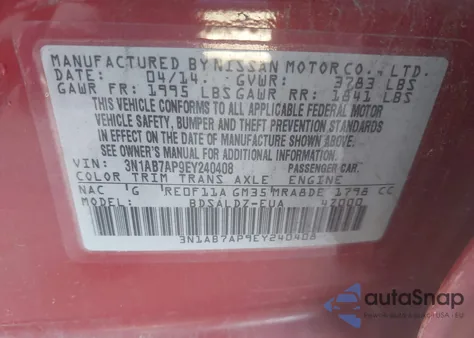 MANUFACTURED BY NISSAN MOTOR CO., LTD.
DATE: 04/14. GVWR: 3783 LBS
GAWR FR: 1995 LBS GAWR RR: 1841 LBS
THIS VEHICLE CONFORMS TO ALL APPLICABLE FEDERAL MOTOR
VEHICLE SAFETY, BUMPER AND THEFT PREVENTION STANDARDS
IN EFFECT ON THE DATE OF MANUFACTURE SHOWN ABOVE.
SEE OWNER'S MANUAL FOR ADDITIONAL INFORMATION.
VIN: 3N1AB7AP9EY240408 PASSENGER CAR
COLOR TRIM TRANS AXLE ENGINE
NAC G RE0F11A GM35 MRA8DE 1798 CC
MODEL: BDSALDZ-EUA 42000
3N1AB7AP9EY240408
autoSnap